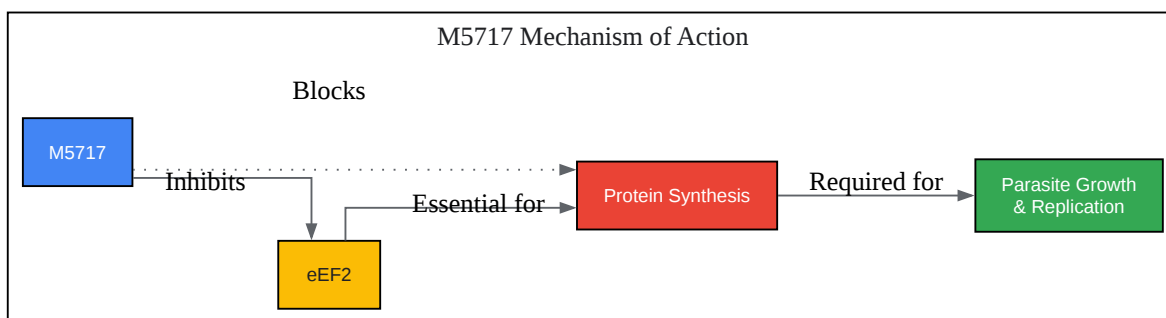 M5717 Mechanism of Action
Blocks
M5717
Inhibits
Essential for
Protein Synthesis
Required for
Parasite Growth
& Replication
eEF2